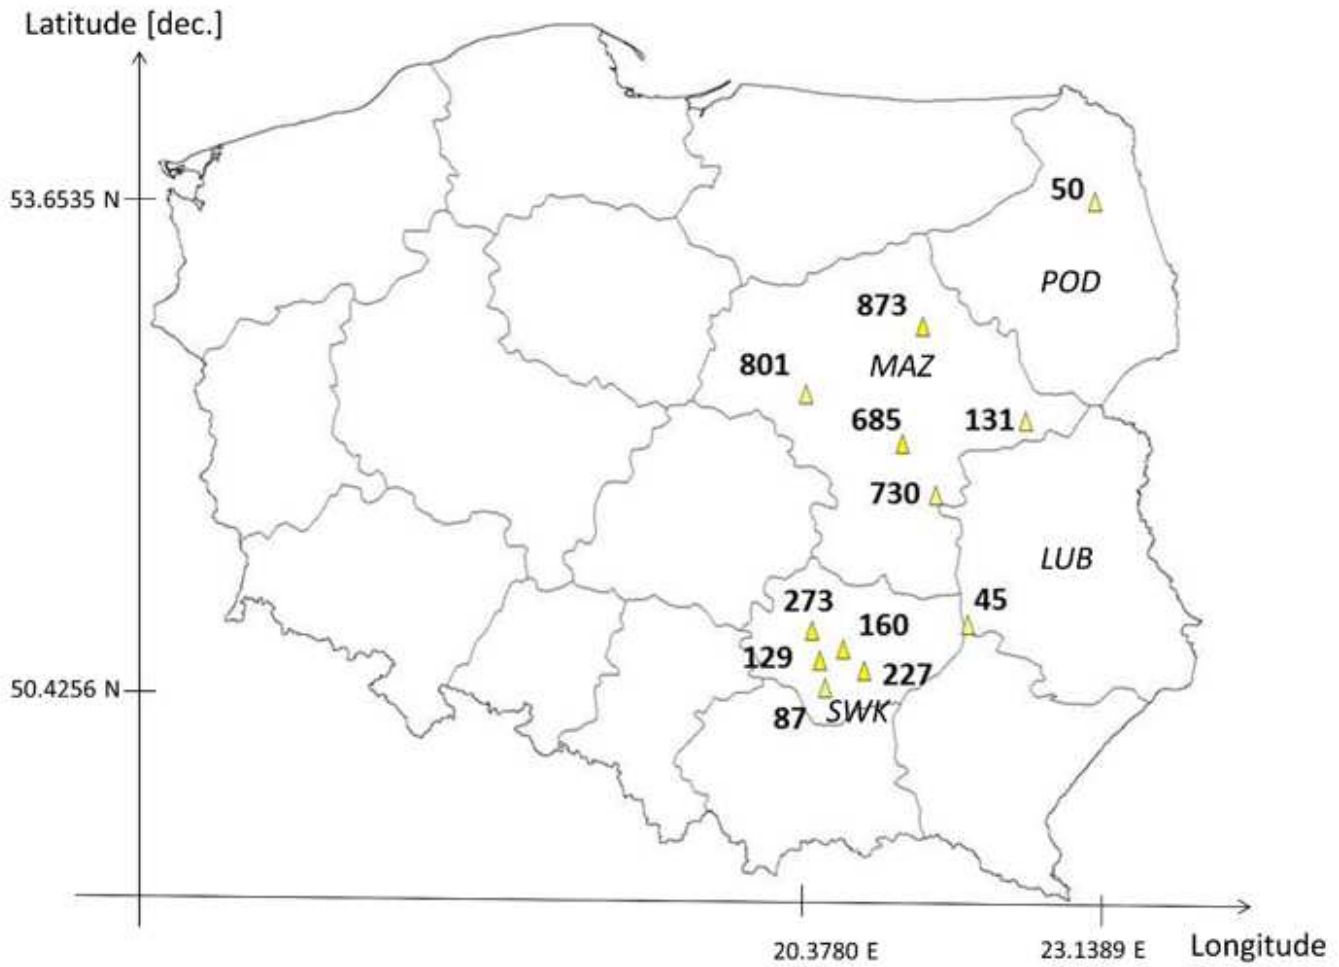 Latitude [dec.]
53.6535 N
50
POD
873
MAZ
801
685
131
730
LUB
45
273
160
129
227
50.4256 N
87
SWK
20.3780 E
23.1389 E
Longitude